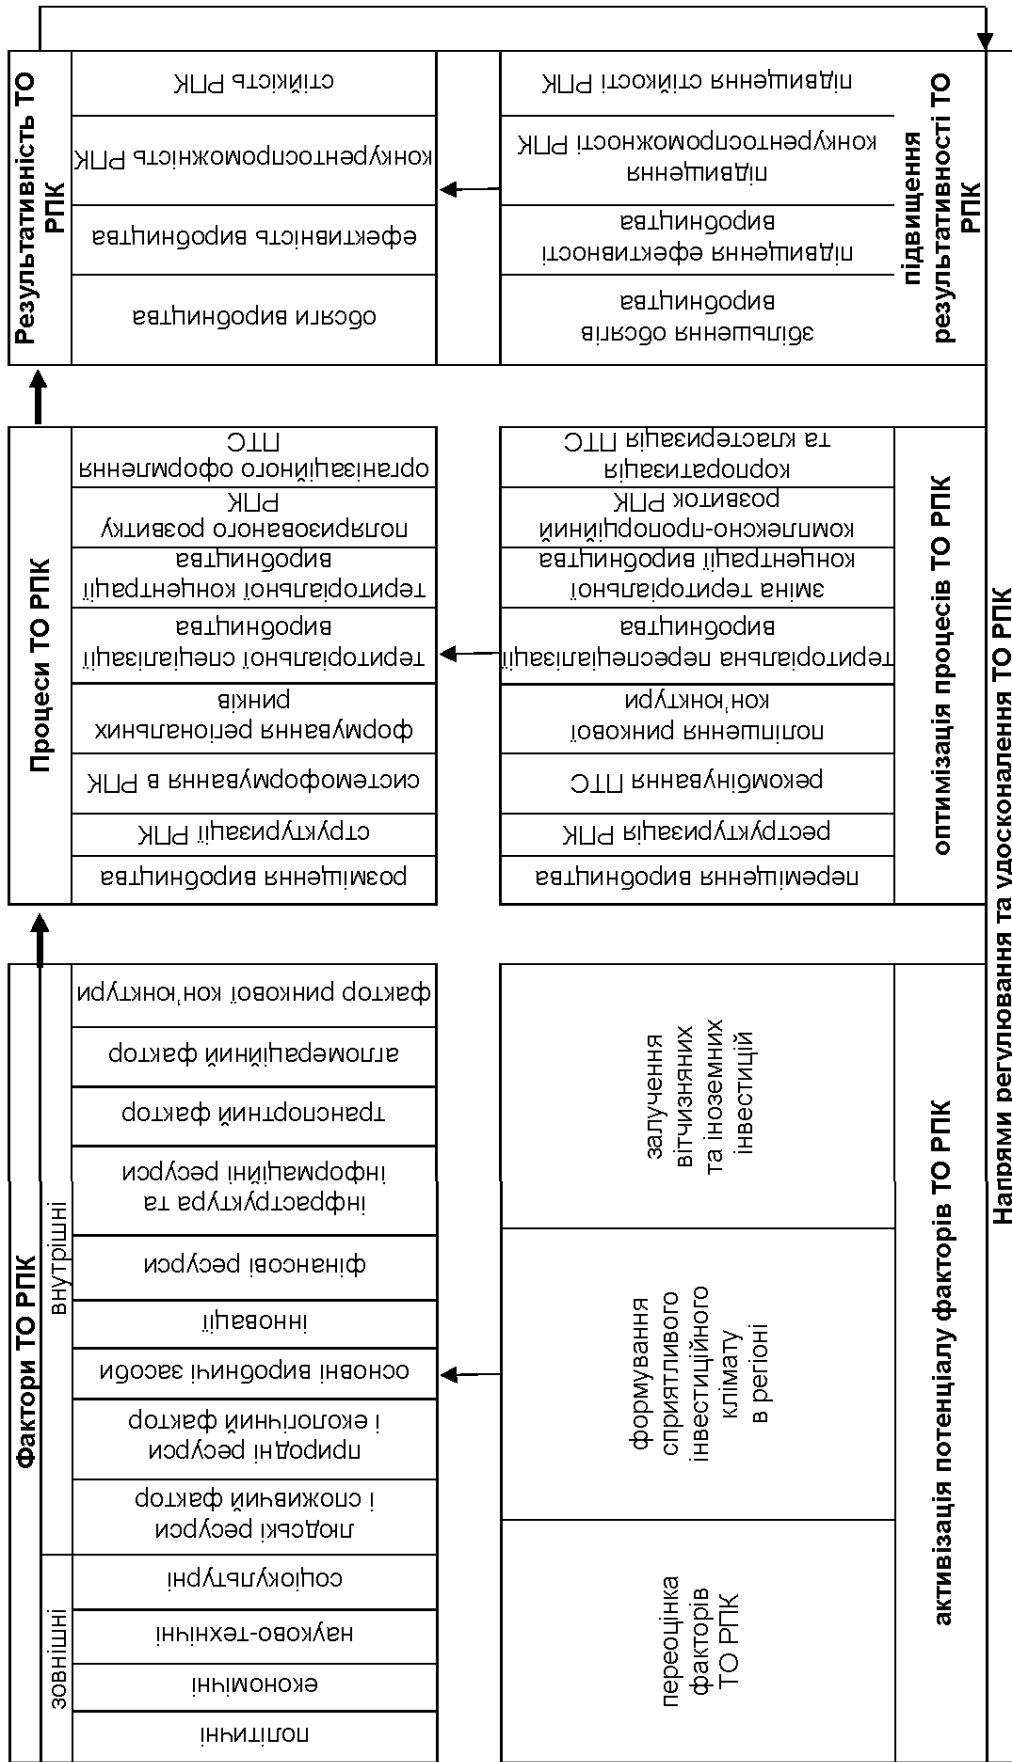 Фактори ТО РПК
зовнішні
внутрішні
політичні
економічні
науково-технічні
соціокультурні
людські ресурси
і споживчий фактор
природні ресурси
і екологічний фактор
основні виробничі засоби
інновації
фінансові ресурси
інфраструктура та
інформаційні ресурси
транспортний фактор
агломераційний фактор
фактор ринкової кон'юнктури
Процеси ТО РПК
розміщення виробництва
структуризації РПК
системоформування в РПК
формування регіональних
ринків
територіальної спеціалізації
виробництва
територіальної концентрації
виробництва
поляризованого розвитку
РПК
організаційного оформлення
ПТС
Результативність ТО
РПК
обсяги виробництва
ефективність виробництва
конкурентоспроможність РПК
стійкість РПК
переоцінка
факторів
ТО РПК
формування
сприятливого
інвестиційного
клімату
в регіоні
залучення
вітчизняних
та іноземних
інвестицій
активізація потенціалу факторів ТО РПК
переміщення виробництва
реструктуризація РПК
рекомбінування ПТС
поліпшення ринкової
кон'юнктури
територіальна переспеціалізації
виробництва
зміна територіальної
концентрації виробництва
комплексно-пропорційний
розвиток РПК
корпоратизація
та кластеризація ПТС
оптимізація процесів ТО РПК
збільшення обсягів
виробництва
підвищення ефективності
виробництва
підвищення
конкурентоспроможності РПК
підвищення стійкості РПК
підвищення
результативності ТО
РПК
Напрями регулювання та удосконалення ТО РПК